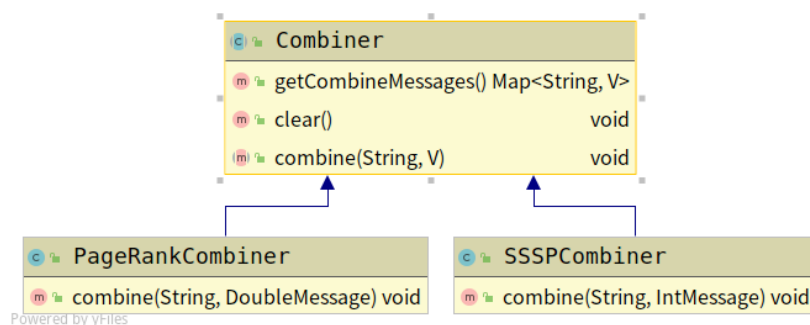 Combiner
getCombineMessages() Map<String, V>
clear() void
combine(String, V) void
PageRankCombiner
combine(String, DoubleMessage) void
SSSPCombiner
combine(String, IntMessage) void
Powered by yFiles